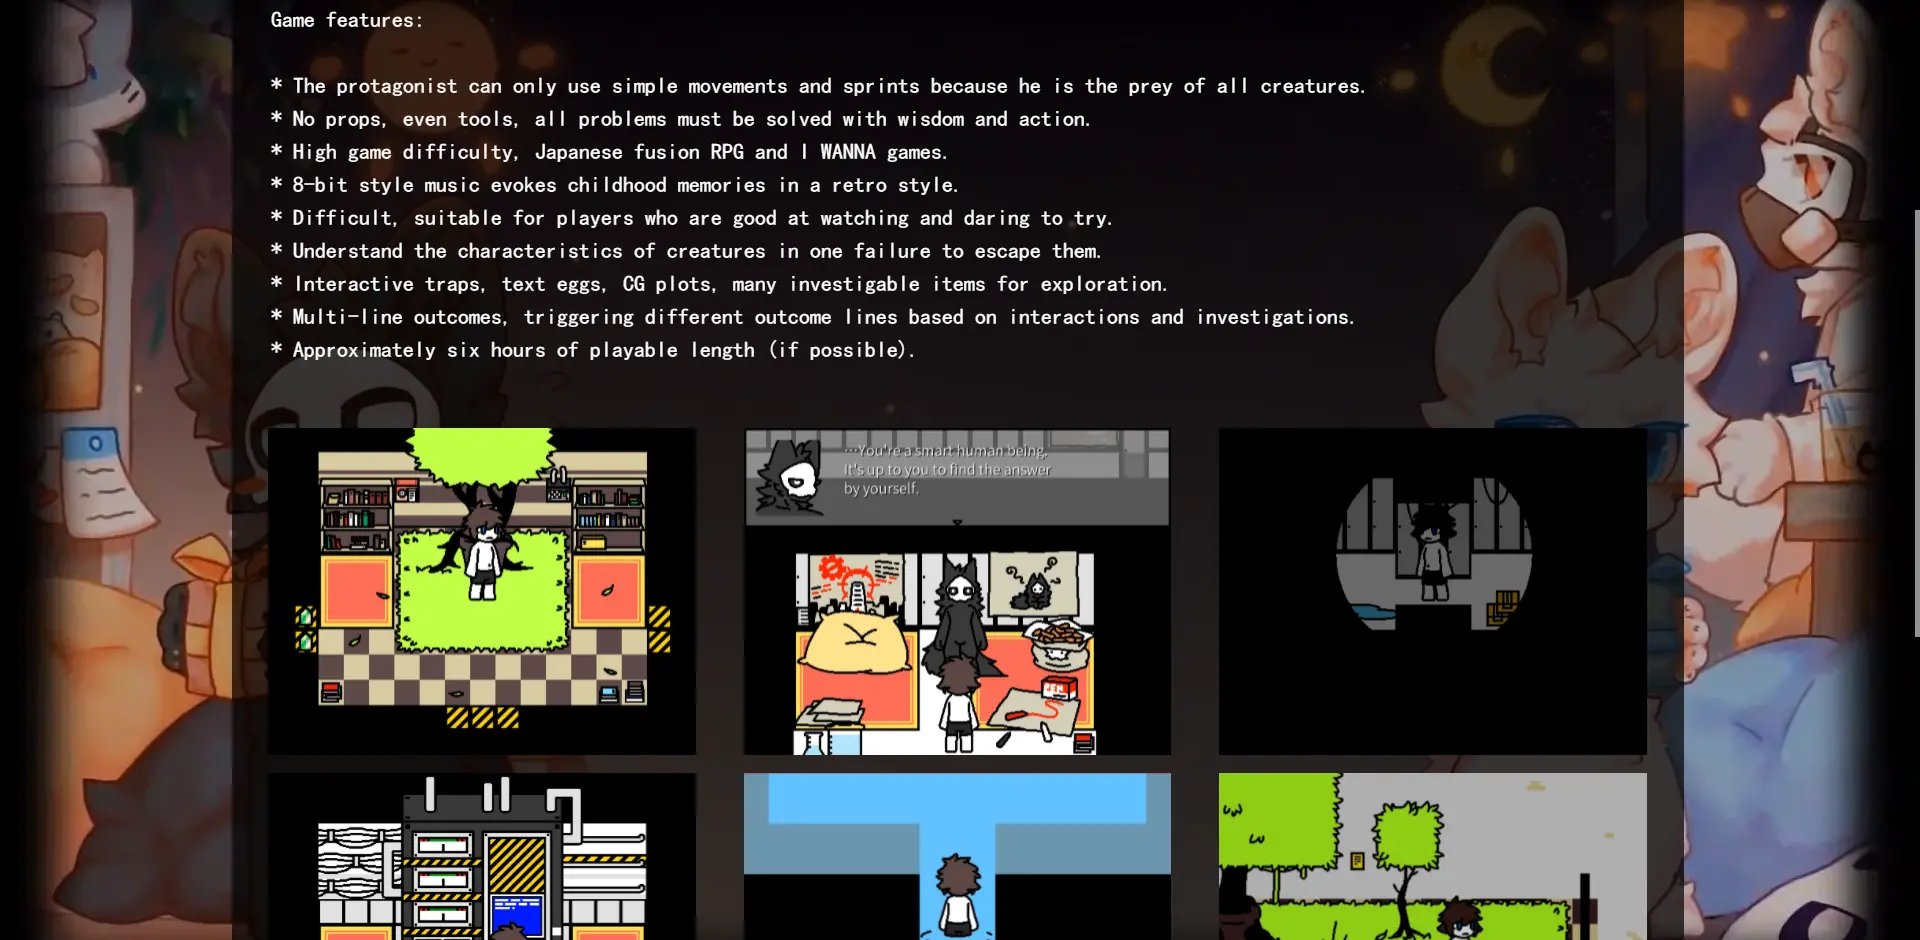 Game features:
* The protagonist can only use simple movements and sprints because he is the prey of all creatures.
* No props, even tools, all problems must be solved with wisdom and action.
* High game difficulty, Japanese fusion RPG and I WANNA games.
* 8-bit style music evokes childhood memories in a retro style.
* Difficult, suitable for players who are good at watching and daring to try.
* Understand the characteristics of creatures in one failure to escape them.
* Interactive traps, text eggs, CG plots, many investigable items for exploration.
* Multi-line outcomes, triggering different outcome lines based on interactions and investigations.
* Approximately six hours of playable length (if possible).
…You're a smart human being.
It's up to you to find the answer
by yourself.